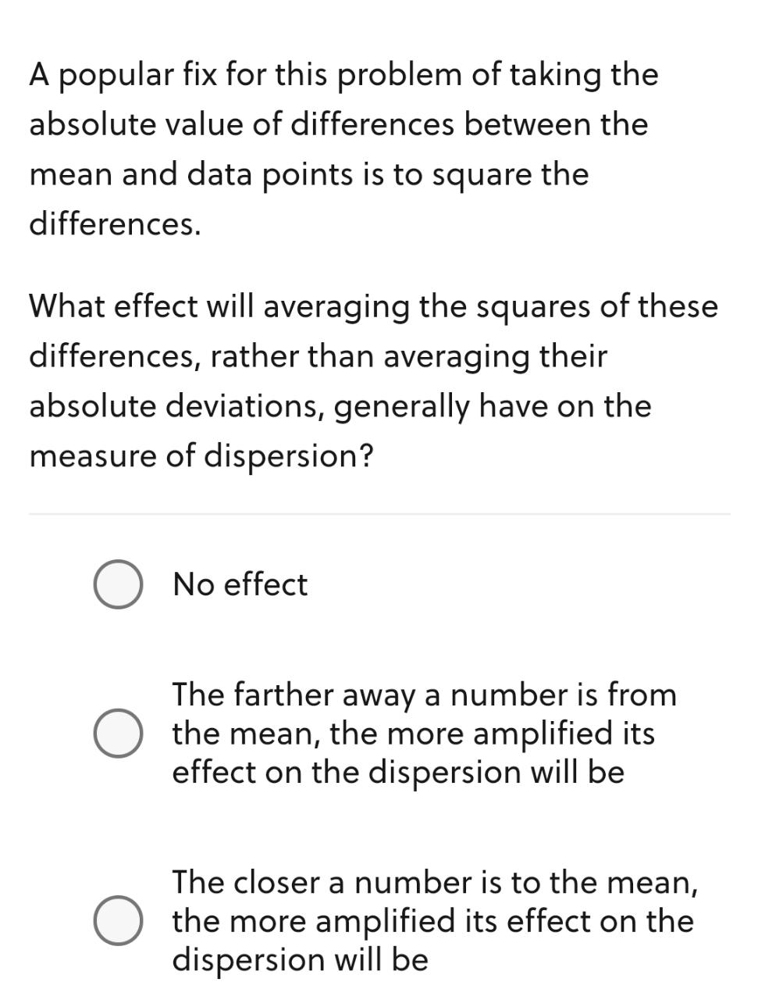 A popular fix for this problem of taking the
absolute value of differences between the
mean and data points is to square the
differences.
What effect will averaging the squares of these
differences, rather than averaging their
absolute deviations, generally have on the
measure of dispersion?
No effect
The farther away a number is from
the mean, the more amplified its
effect on the dispersion will be
The closer a number is to the mean,
the more amplified its effect on the
dispersion will be